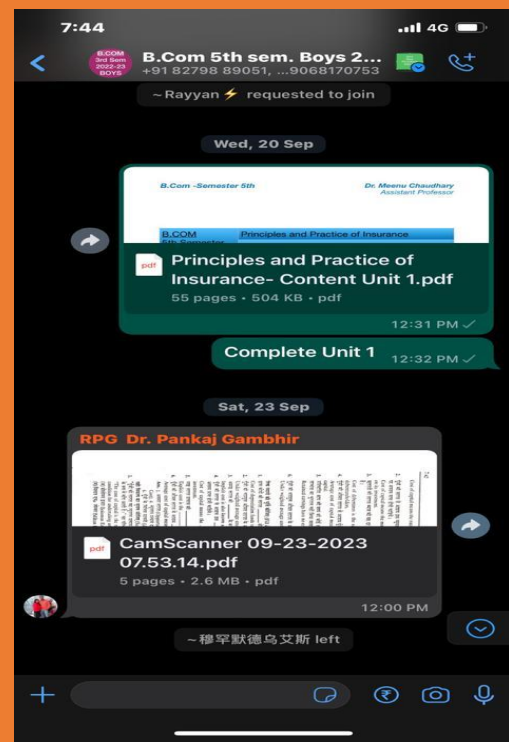 7:44
4G
B.COM
3rd Sem
2022-23
BOYS
B.Com 5th sem. Boys 2...
+91 82798 89051, ...9068170753
~Rayyan⚡ requested to join
Wed, 20 Sep
B.Com -Semester 5th
Dr. Meenu Chaudhary
Assistant Professor
B.COM
5th Semester
Principles and Practice of Insurance
pdf
Principles and Practice of
Insurance- Content Unit 1.pdf
55 pages • 504 KB • pdf
12:31 PM ✓
Complete Unit 1
12:32 PM ✓
Sat, 23 Sep
RPG Dr. Pankaj Gambhir
pdf
CamScanner 09-23-2023
07.53.14.pdf
5 pages • 2.6 MB • pdf
12:00 PM
~穆罕默德乌艾斯 left
₹